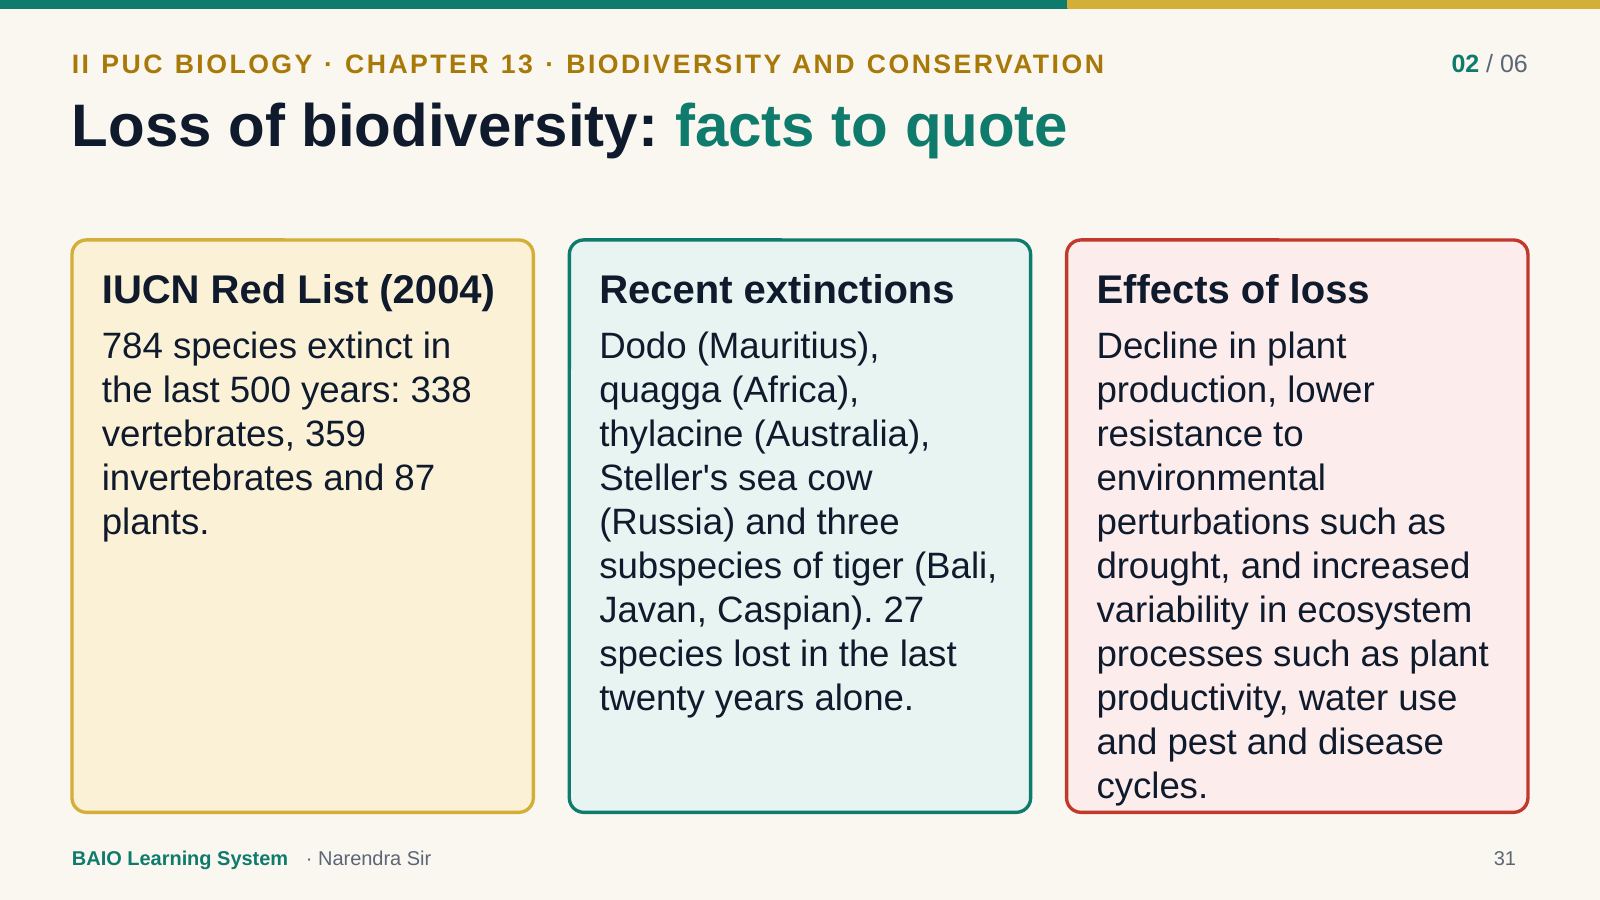 II PUC BIOLOGY · CHAPTER 13 · BIODIVERSITY AND CONSERVATION
02 / 06
Loss of biodiversity: facts to quote
IUCN Red List (2004)
784 species extinct in
the last 500 years: 338
vertebrates, 359
invertebrates and 87
plants.
Recent extinctions
Dodo (Mauritius),
quagga (Africa),
thylacine (Australia),
Steller's sea cow
(Russia) and three
subspecies of tiger (Bali,
Javan, Caspian). 27
species lost in the last
twenty years alone.
Effects of loss
Decline in plant
production, lower
resistance to
environmental
perturbations such as
drought, and increased
variability in ecosystem
processes such as plant
productivity, water use
and pest and disease
cycles.
BAIO Learning System · Narendra Sir
31